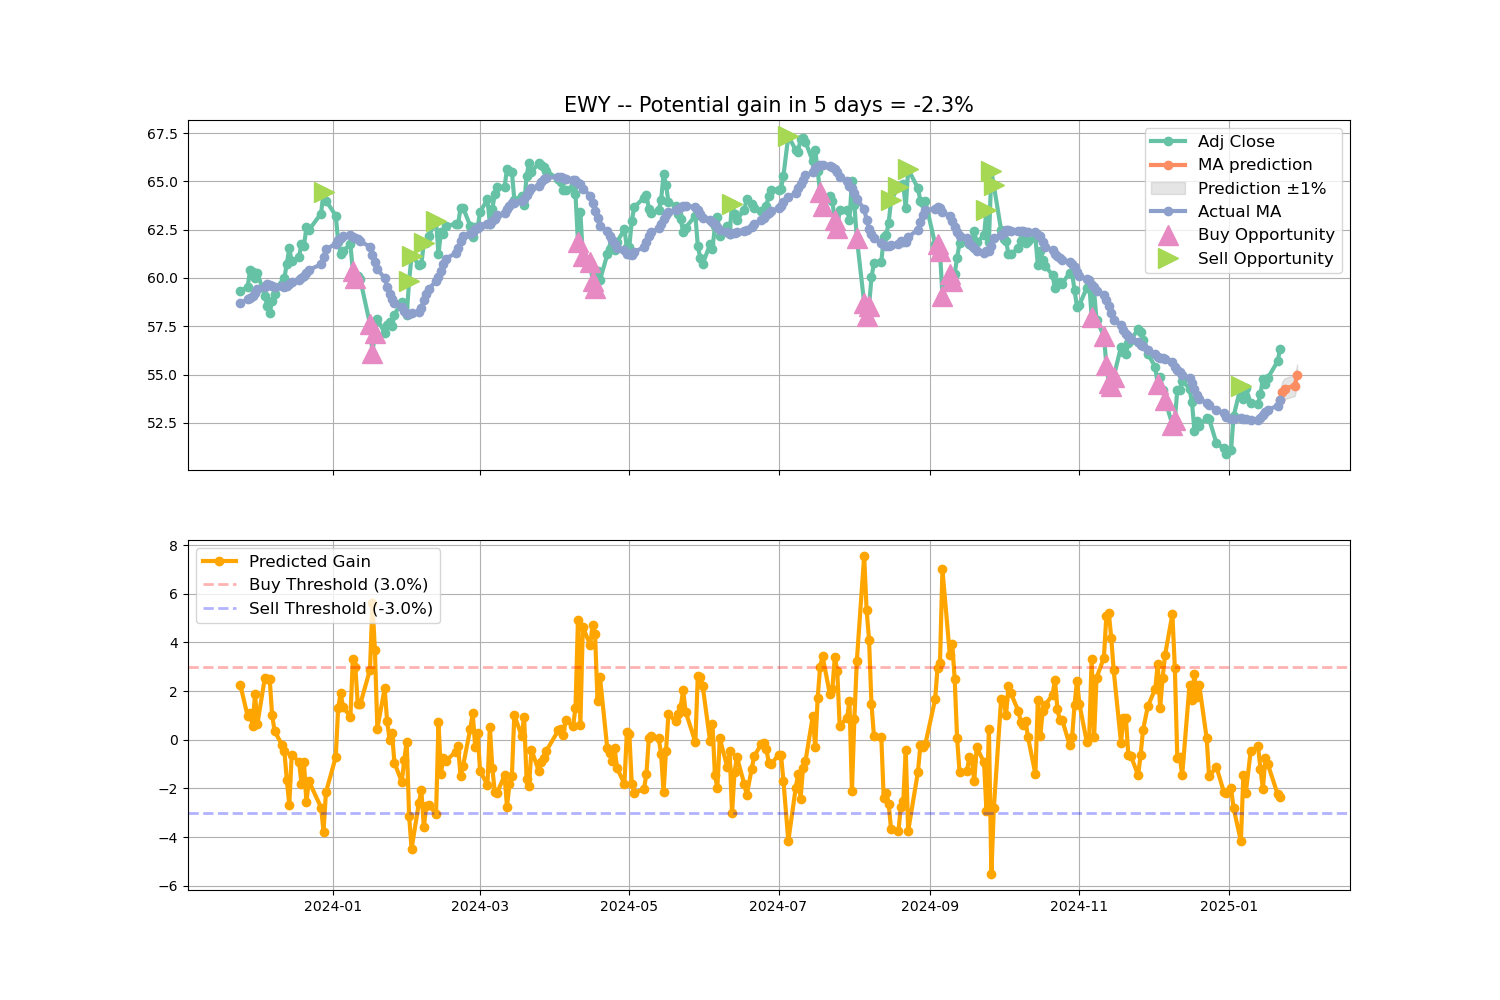 EWY -- Potential gain in 5 days = -2.3%
67.5
65.0
62.5
60.0
57.5
55.0
52.5
Adj Close
MA prediction
Prediction ±1%
Actual MA
Buy Opportunity
Sell Opportunity
8
6
4
2
0
−2
−4
−6
Predicted Gain
Buy Threshold (3.0%)
Sell Threshold (-3.0%)
2024-01 2024-03 2024-05 2024-07 2024-09 2024-11 2025-01